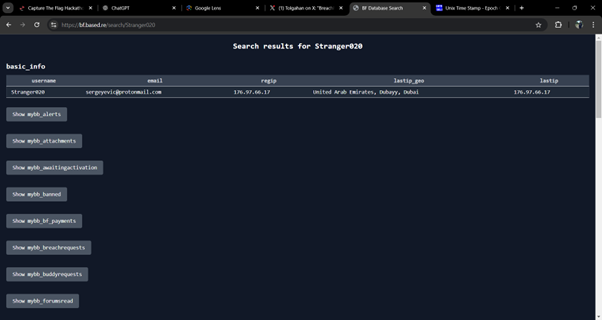 Capture The Flag Hackath
ChatGPT
Google Lens
(1) Tolgahan on X: "Breach
BF Database Search
Unix Time Stamp - Epoch
https://bf.based.re/search/Stranger020
Search results for Stranger020
basic_info
username email regip lastip_geo lastip
Stranger020 sergeyevic@protonmail.com 176.97.66.17 United Arab Emirates, Dubayy, Dubai 176.97.66.17
Show mybb_alerts
Show mybb_attachments
Show mybb_awaitingactivation
Show mybb_banned
Show mybb_bf_payments
Show mybb_breachrequests
Show mybb_buddyrequests
Show mybb_forumsread